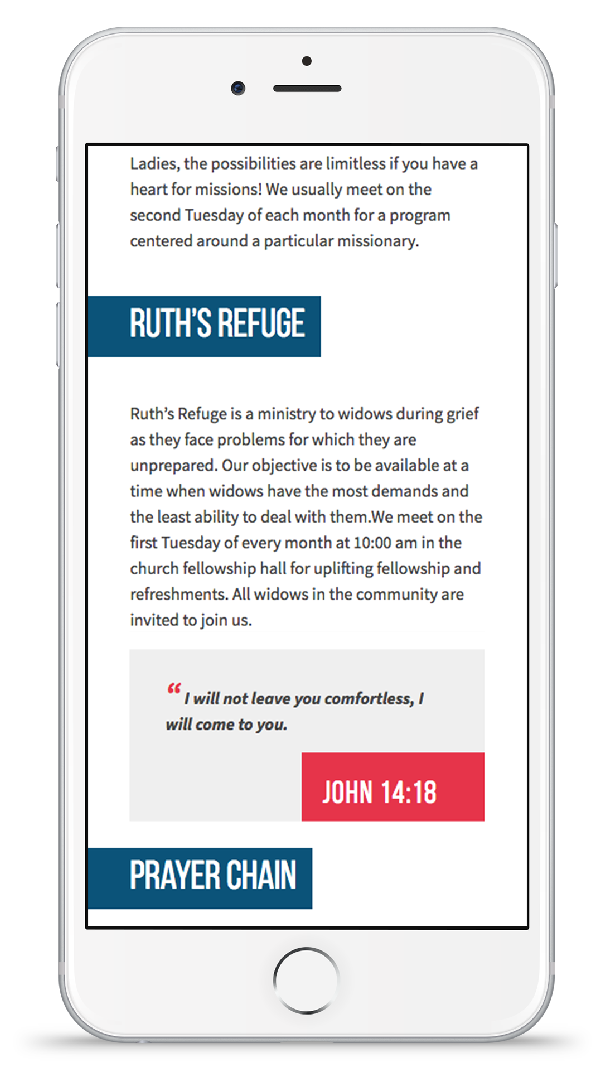 Ladies, the possibilities are limitless if you have a
heart for missions! We usually meet on the
second Tuesday of each month for a program
centered around a particular missionary.
RUTH'S REFUGE
Ruth's Refuge is a ministry to widows during grief
as they face problems for which they are
unprepared. Our objective is to be available at a
time when widows have the most demands and
the least ability to deal with them.We meet on the
first Tuesday of every month at 10:00 am in the
church fellowship hall for uplifting fellowship and
refreshments. All widows in the community are
invited to join us.
“ I will not leave you comfortless, I
will come to you.
JOHN 14:18
PRAYER CHAIN